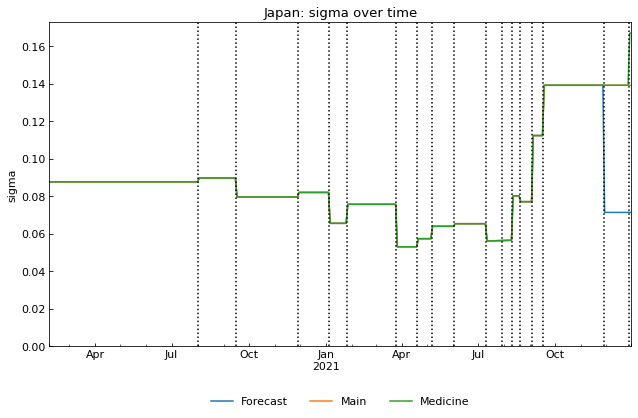 Japan: sigma over time
sigma
0.16
0.14
0.12
0.10
0.08
0.06
0.04
0.02
0.00
Apr Jul Oct Jan Apr Jul Oct
2021
Forecast Main Medicine